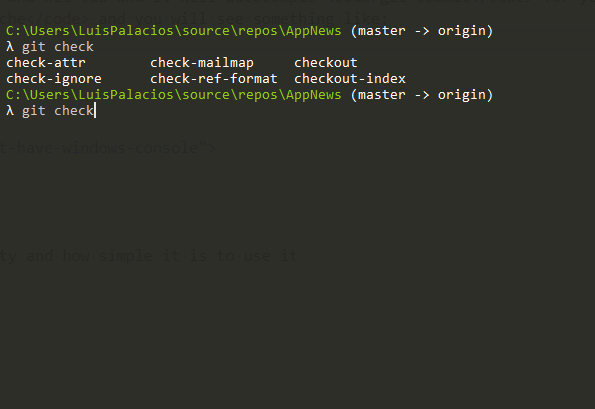 C:\Users\LuisPalacios\source\repos\AppNews (master -> origin)
λ git check
check-attr check-mailmap checkout
check-ignore check-ref-format checkout-index
C:\Users\LuisPalacios\source\repos\AppNews (master -> origin)
λ git check
t have windows console">
ty and how simple it is to use it